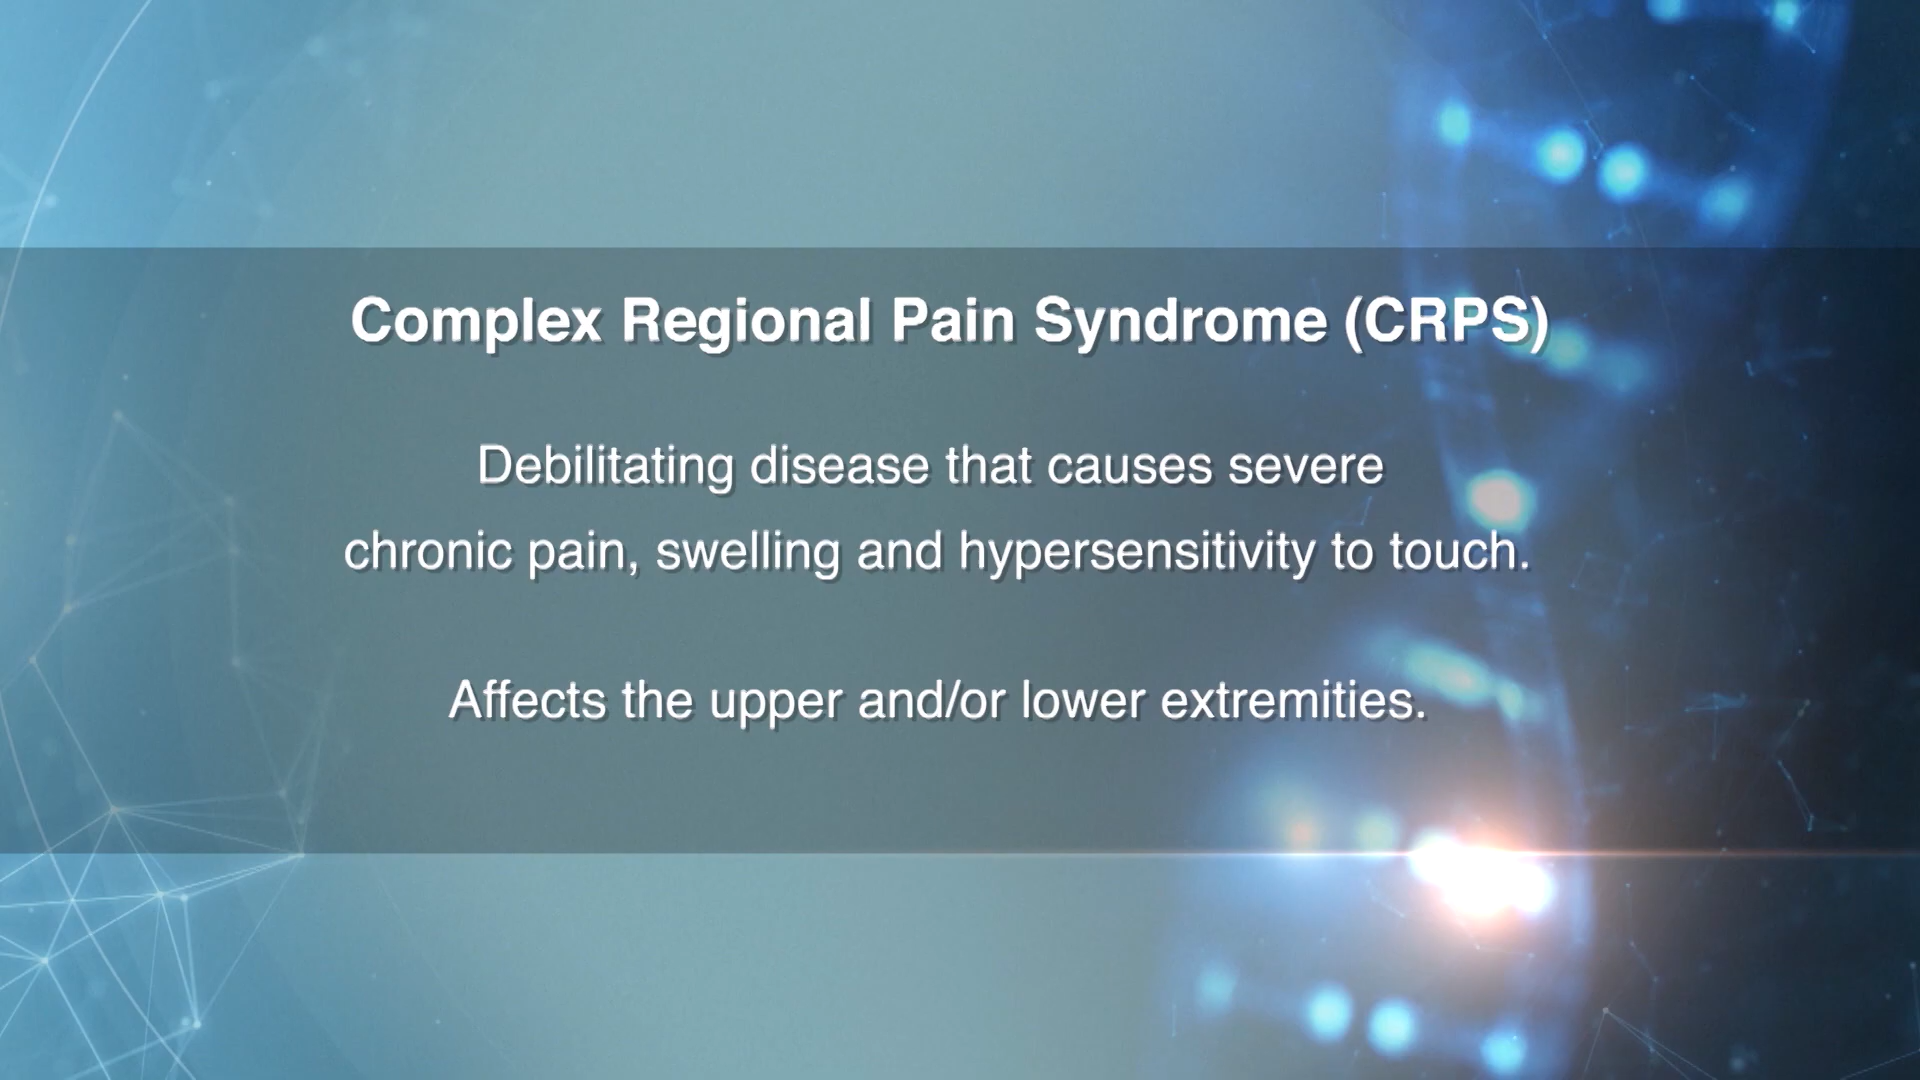 Complex Regional Pain Syndrome (CRPS)
Debilitating disease that causes severe
chronic pain, swelling and hypersensitivity to touch.
Affects the upper and/or lower extremities.